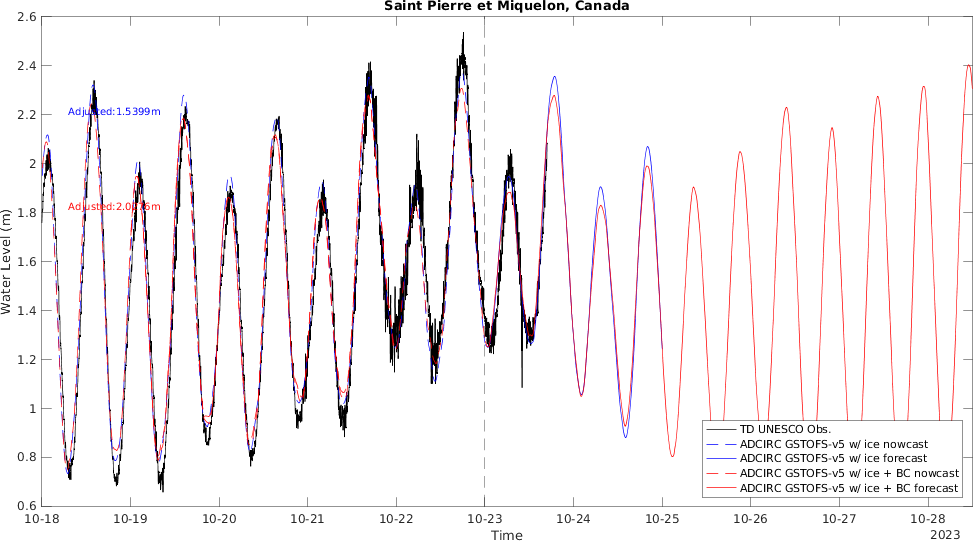 Saint Pierre et Miquelon, Canada
2.6
2.4
2.2
2
1.8
1.6
1.4
1.2
1
0.8
0.6
Water Level (m)
Adjusted:1.5399m
TD UNESCO Obs.
ADCIRC GSTOFS-v5 w/ ice nowcast
ADCIRC GSTOFS-v5 w/ ice forecast
ADCIRC GSTOFS-v5 w/ ice + BC nowcast
ADCIRC GSTOFS-v5 w/ ice + BC forecast
10-18
10-19
10-20
10-21
10-22
10-23
10-24
10-25
10-26
10-27
10-28
Time
2023